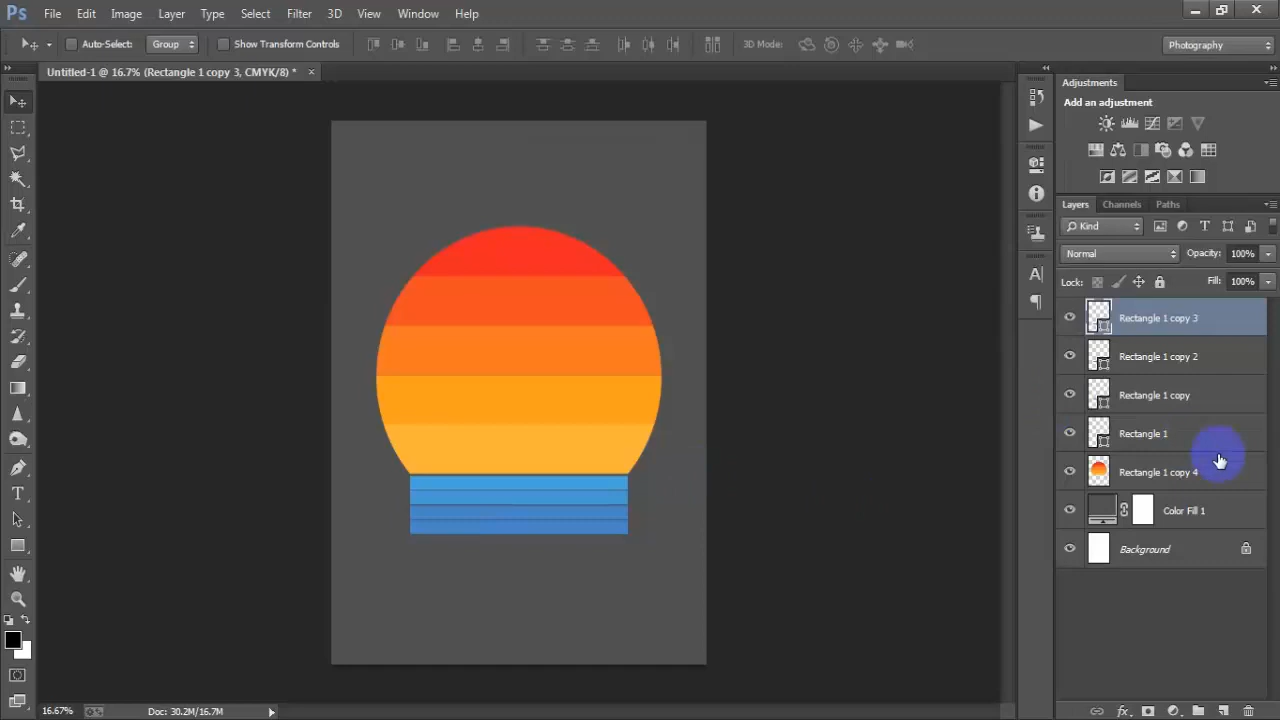 Ps File Edit Image Layer Type Select Filter 3D View Window Help
Auto-Select: Group Show Transform Controls 3D Mode: Photography
Untitled-1 @ 16.7% (Rectangle 1 copy 3, CMYK/8) * ×
Adjustments
Add an adjustment
Layers Channels Paths
Kind T
Normal Opacity: 100%
Lock: Fill: 100%
Rectangle 1 copy 3
Rectangle 1 copy 2
Rectangle 1 copy
Rectangle 1
Rectangle 1 copy 4
Color Fill 1
Background
A
T
16.67% Doc: 30.2M/16.7M fx